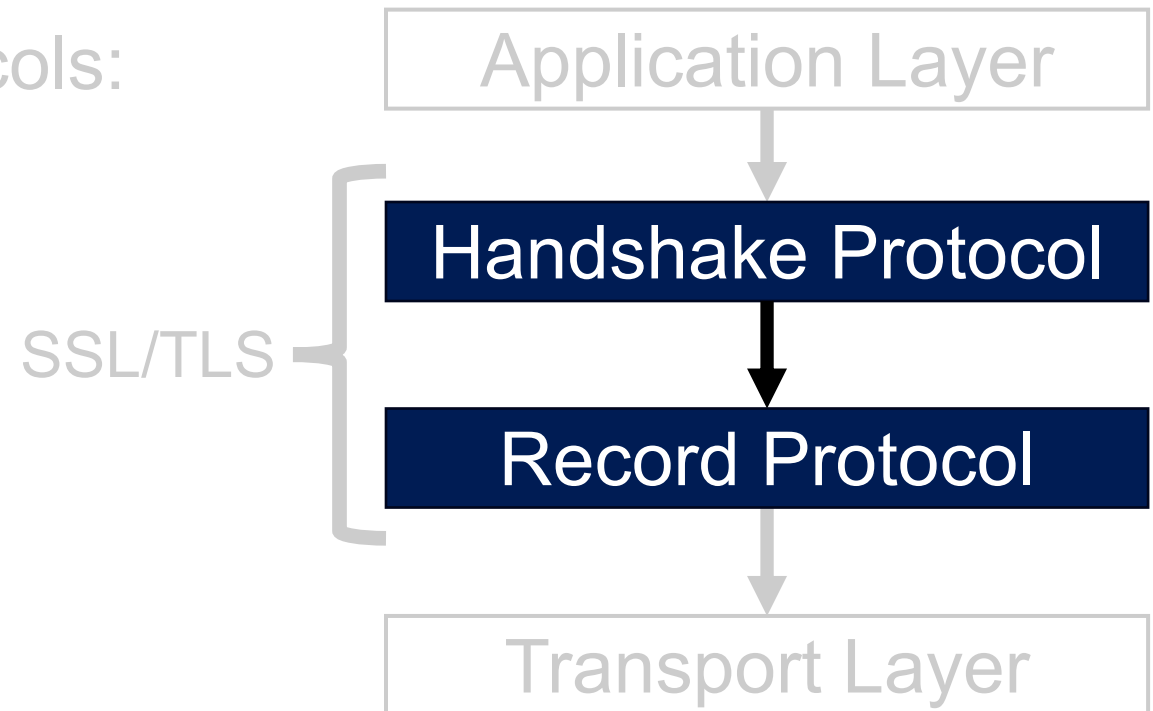 cols:
Application Layer
Handshake Protocol
SSL/TLS
Record Protocol
Transport Layer